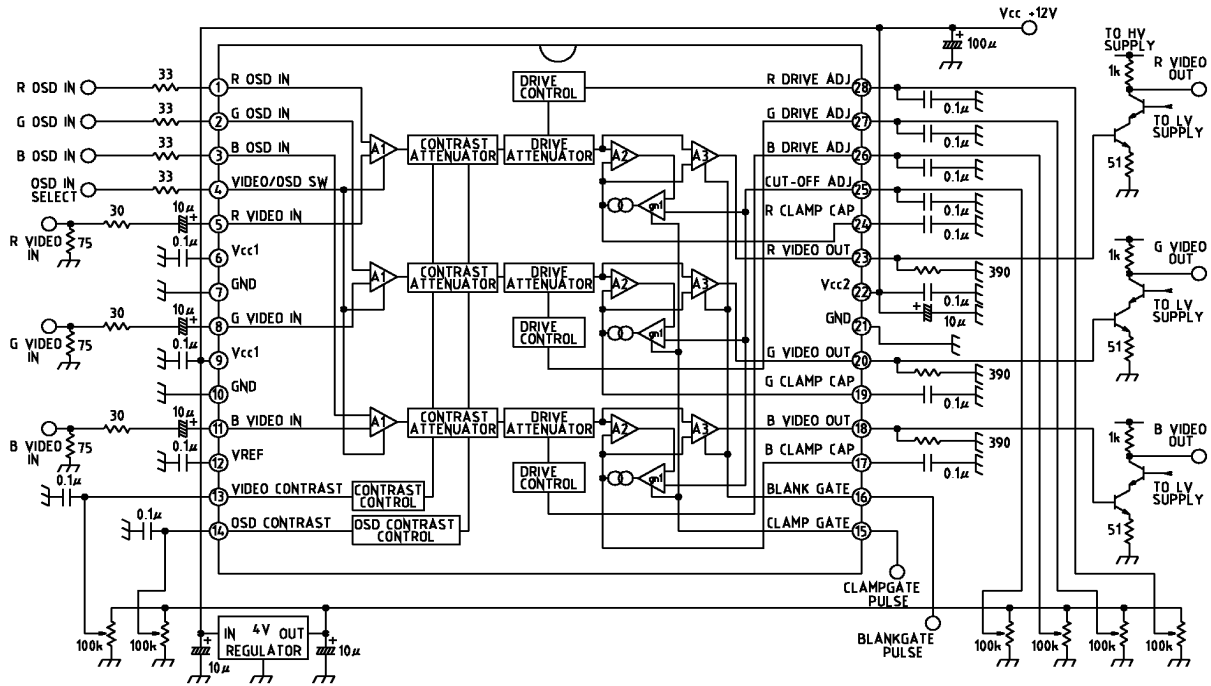 Vcc +12V
100μ
TO HV
SUPPLY
1k
R VIDEO
OUT
TO LV
SUPPLY
51
R OSD IN
33
1
R OSD IN
DRIVE
CONTROL
R DRIVE ADJ
28
0.1μ
G OSD IN
33
2
G OSD IN
G DRIVE ADJ
27
0.1μ
B OSD IN
33
3
B OSD IN
A1
CONTRAST
ATTENUATOR
DRIVE
ATTENUATOR
A2
A3
B DRIVE ADJ
26
0.1μ
OSD IN
SELECT
33
4
VIDEO/OSD SW
CUT-OFF ADJ
25
0.1μ
R VIDEO
IN
75
30
10μ
+
5
R VIDEO IN
gn1
R CLAMP CAP
24
0.1μ
0.1μ
6
Vcc1
R VIDEO OUT
23
390
7
GND
A1
CONTRAST
ATTENUATOR
DRIVE
ATTENUATOR
A2
A3
Vcc2
22
0.1μ
+
10μ
1k
G VIDEO
OUT
TO LV
SUPPLY
51
G VIDEO
IN
75
30
10μ
+
8
G VIDEO IN
DRIVE
CONTROL
gn1
GND
21
0.1μ
9
Vcc1
G VIDEO OUT
20
390
10
GND
G CLAMP CAP
19
0.1μ
B VIDEO
IN
75
30
10μ
+
11
B VIDEO IN
A1
CONTRAST
ATTENUATOR
DRIVE
ATTENUATOR
A2
A3
B VIDEO OUT
18
390
1k
B VIDEO
OUT
TO LV
SUPPLY
51
0.1μ
12
VREF
DRIVE
CONTROL
gn1
B CLAMP CAP
17
0.1μ
0.1μ
13
VIDEO CONTRAST
CONTRAST
CONTROL
BLANK GATE
16
0.1μ
14
OSD CONTRAST
OSD CONTRAST
CONTROL
CLAMP GATE
15
CLAMPGATE
PULSE
BLANKGATE
PULSE
100k
100k
+
10μ
IN 4V OUT
REGULATOR
+
10μ
100k
100k
100k
100k